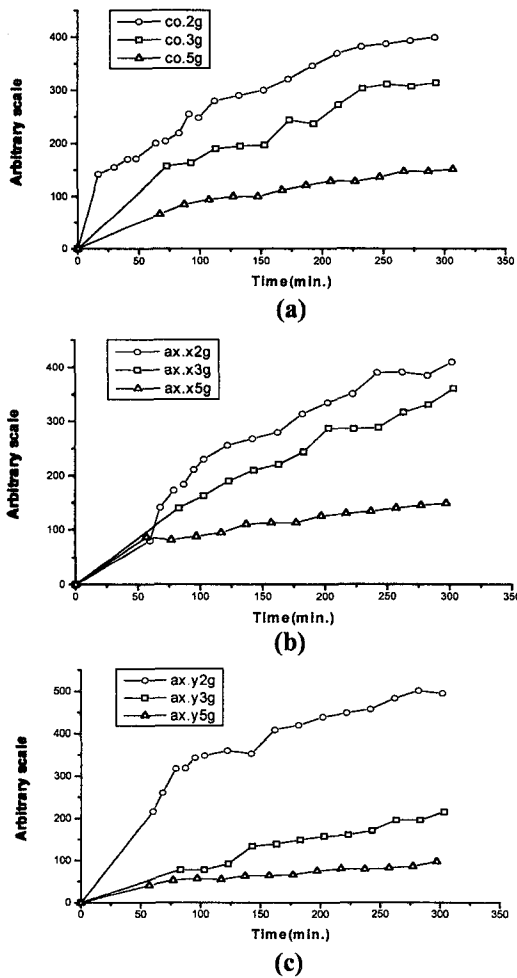 co.2g
co.3g
co.5g
400
300
200
100
0
Arbitrary scale
0 50 100 150 200 250 300 350
Time(min.)
(a)
ax.x2g
ax.x3g
ax.x5g
400
300
200
100
0
Arbitrary scale
0 50 100 150 200 250 300 350
Time(min.)
(b)
ax.y2g
ax.y3g
ax.y5g
500
400
300
200
100
0
Arbitrary scale
0 50 100 150 200 250 300 350
Time(min.)
(c)